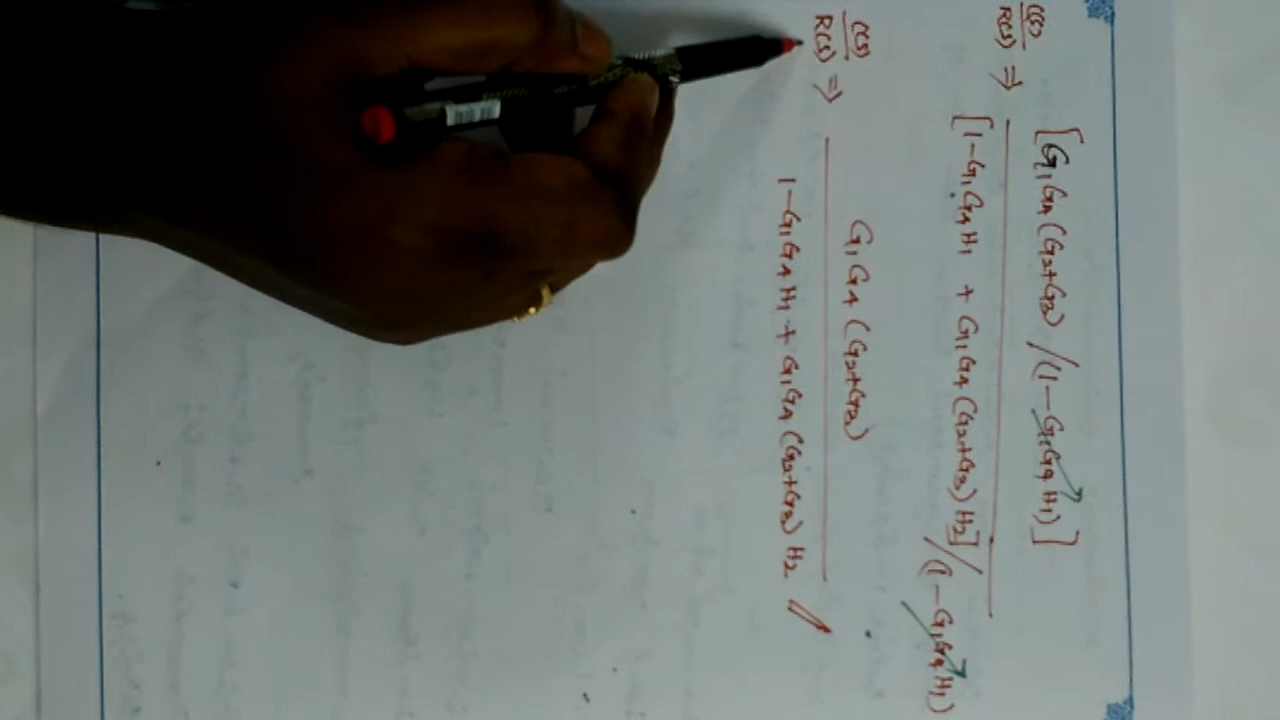 [G1G4(G2+G3) / (1-G1G4H1)]
C(S)/R(S) =>
[1-G1G4H1 + G1G4(G2+G3)H2] / (1-G1G4H1)
G1G4(G2+G3)
C(S)/R(S) =>
1-G1G4H1 + G1G4(G2+G3)H2 //